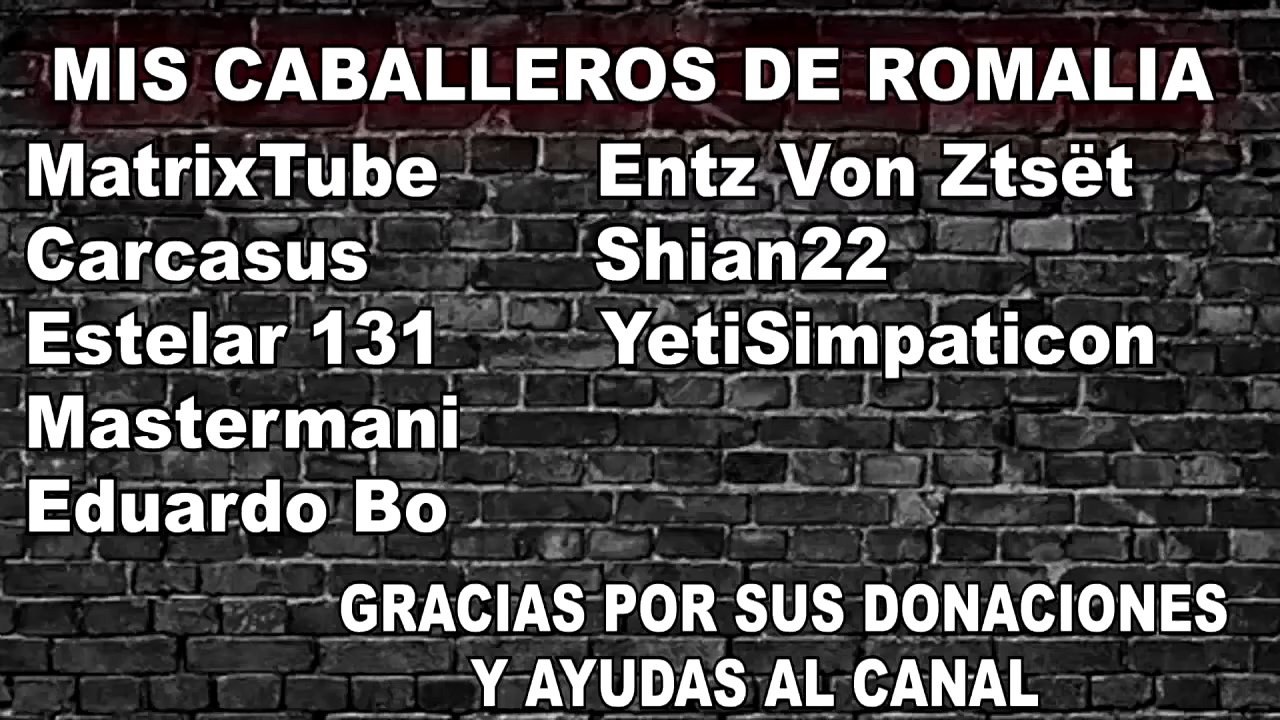 MIS CABALLEROS DE ROMALIA
MatrixTube
Carcasus
Estelar 131
Mastermani
Eduardo Bo
Entz Von Ztsët
Shian22
YetiSimpaticon
GRACIAS POR SUS DONACIONES
Y AYUDAS AL CANAL